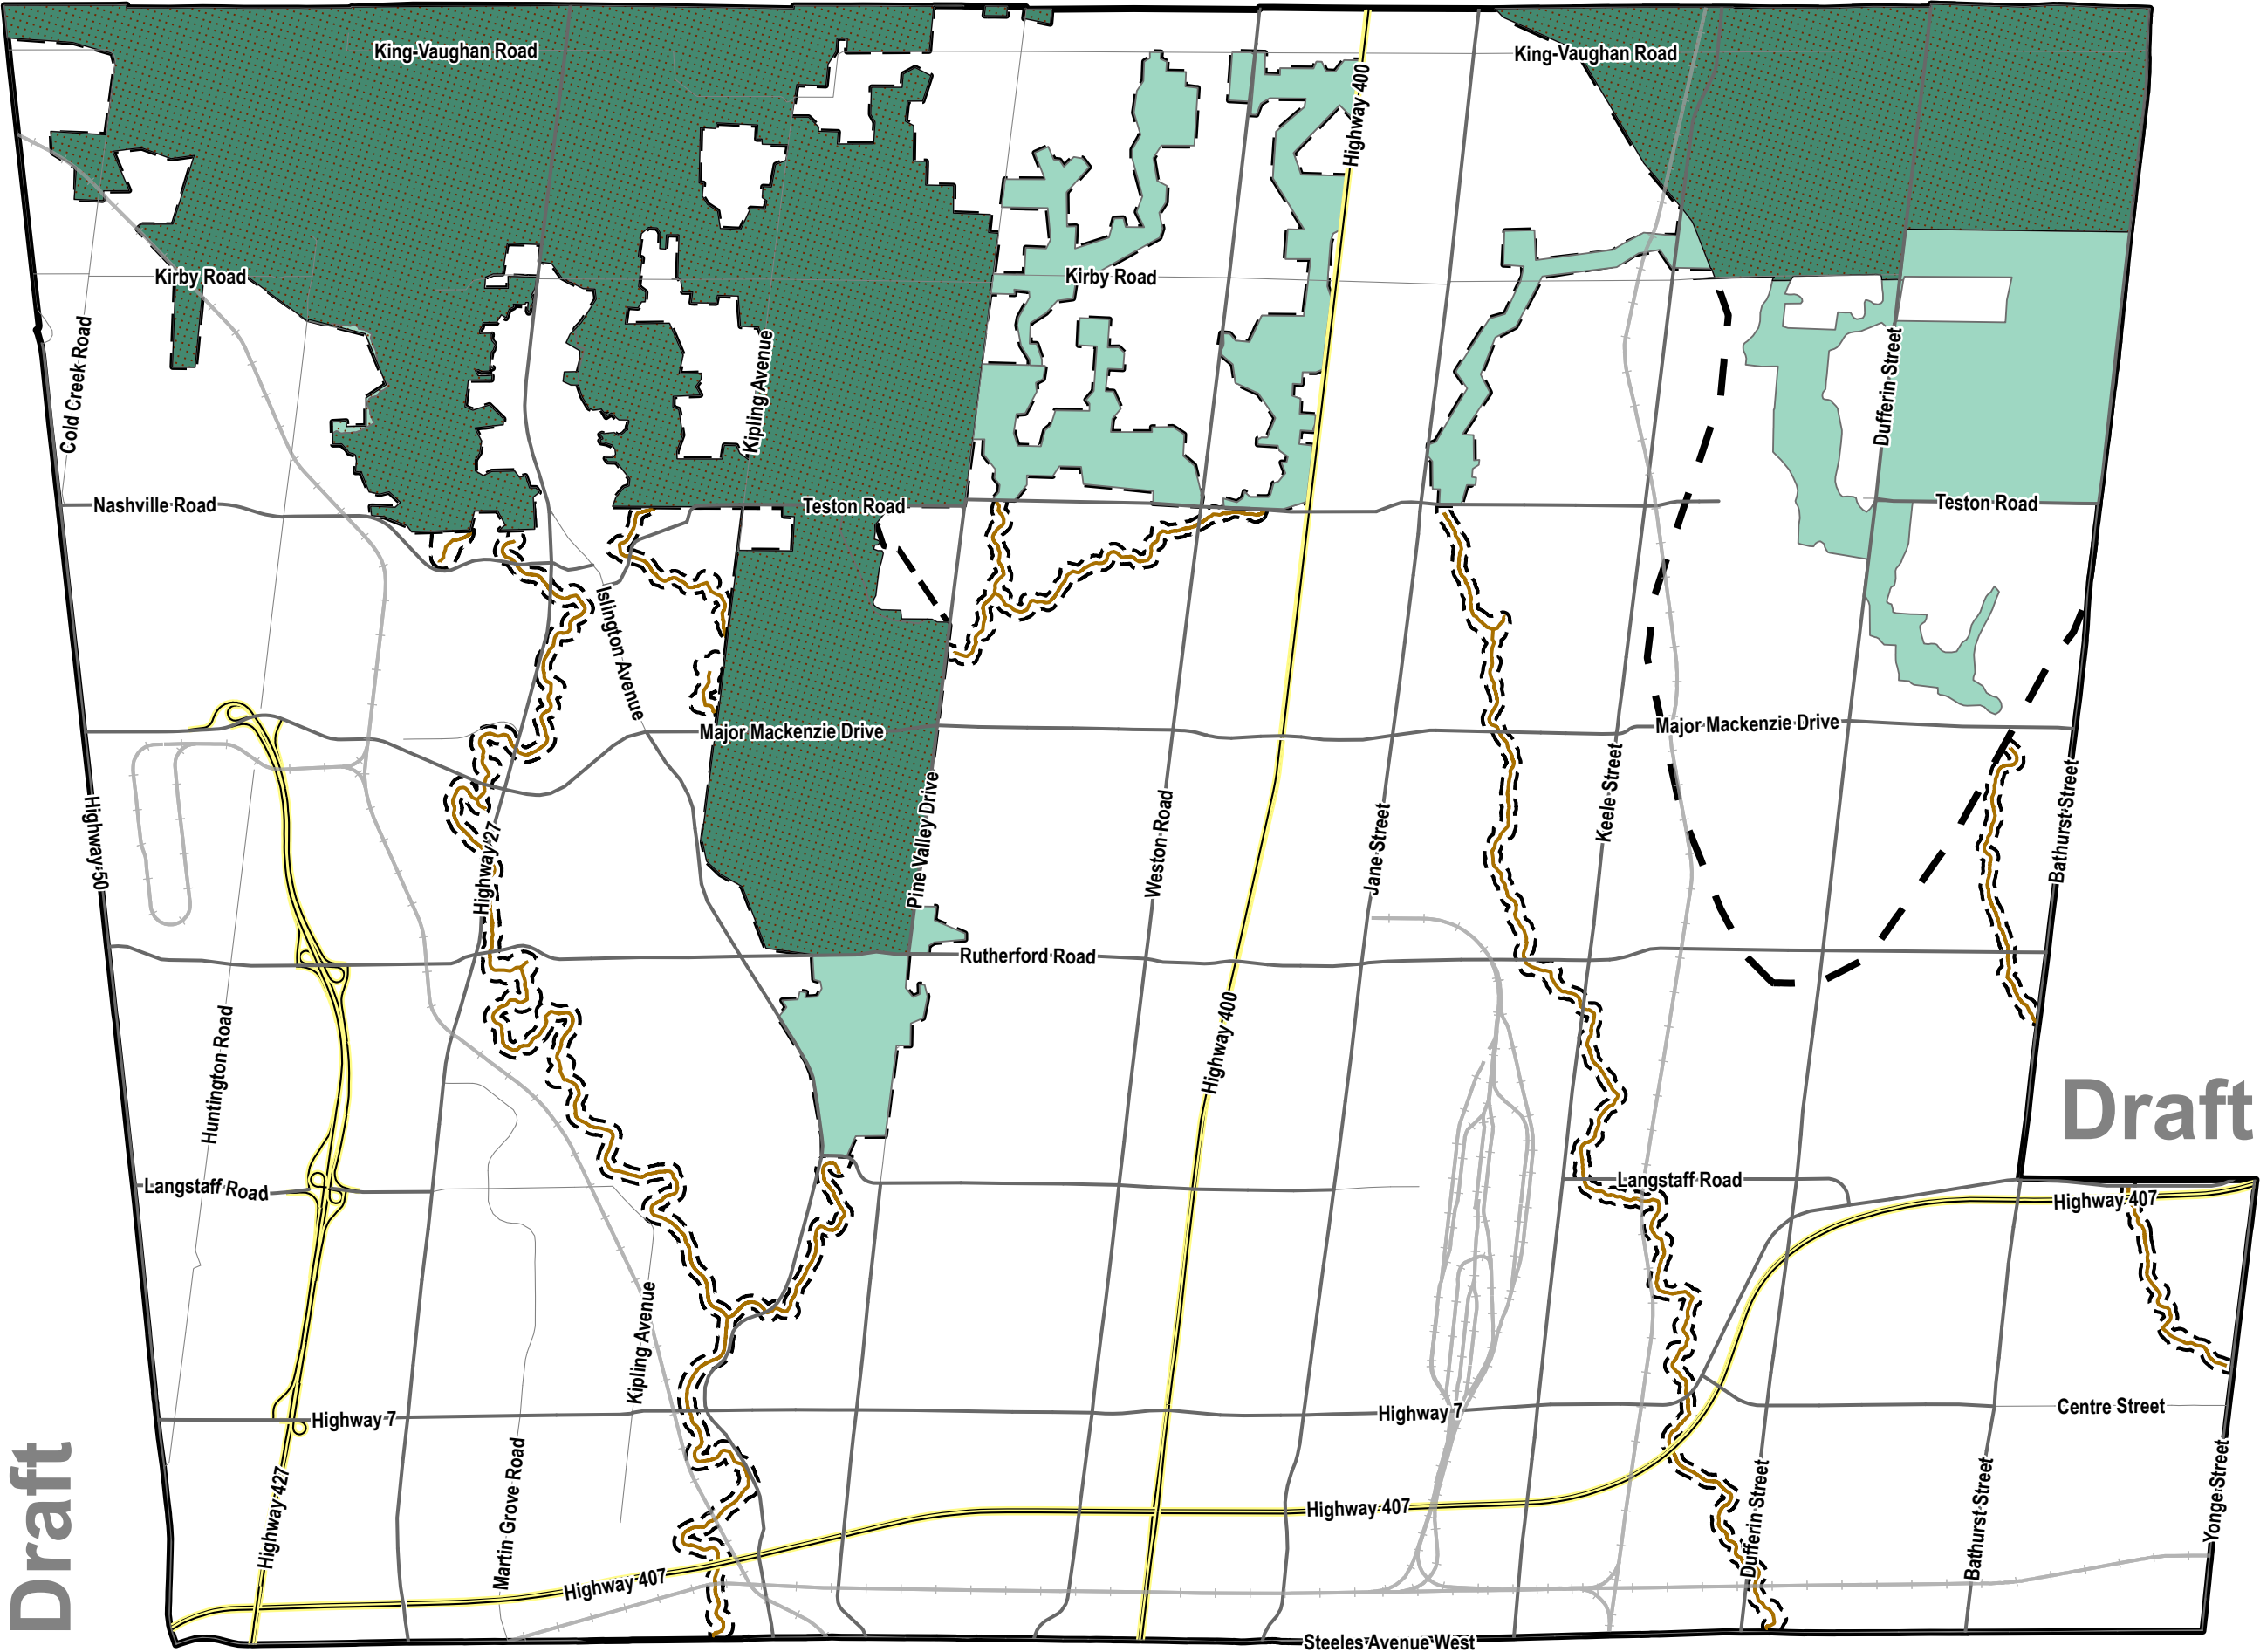 King-Vaughan Road
King-Vaughan Road
Highway 400
Kirby Road
Kirby Road
Cold Creek Road
Kipling Avenue
Dufferin Street
Nashville Road
Teston Road
Teston Road
Islington Avenue
Major Mackenzie Drive
Major Mackenzie Drive
Highway 50
Highway 27
Pine Valley Drive
Weston Road
Jane Street
Keele Street
Bathurst Street
Rutherford Road
Huntington Road
Highway 400
Draft
Langstaff Road
Langstaff Road
Highway 407
Kipling Avenue
Highway 7
Highway 7
Centre Street
Draft
Highway 427
Martin Grove Road
Highway 407
Highway 407
Dufferin Street
Bathurst Street
Yonge Street
Steeles Avenue West